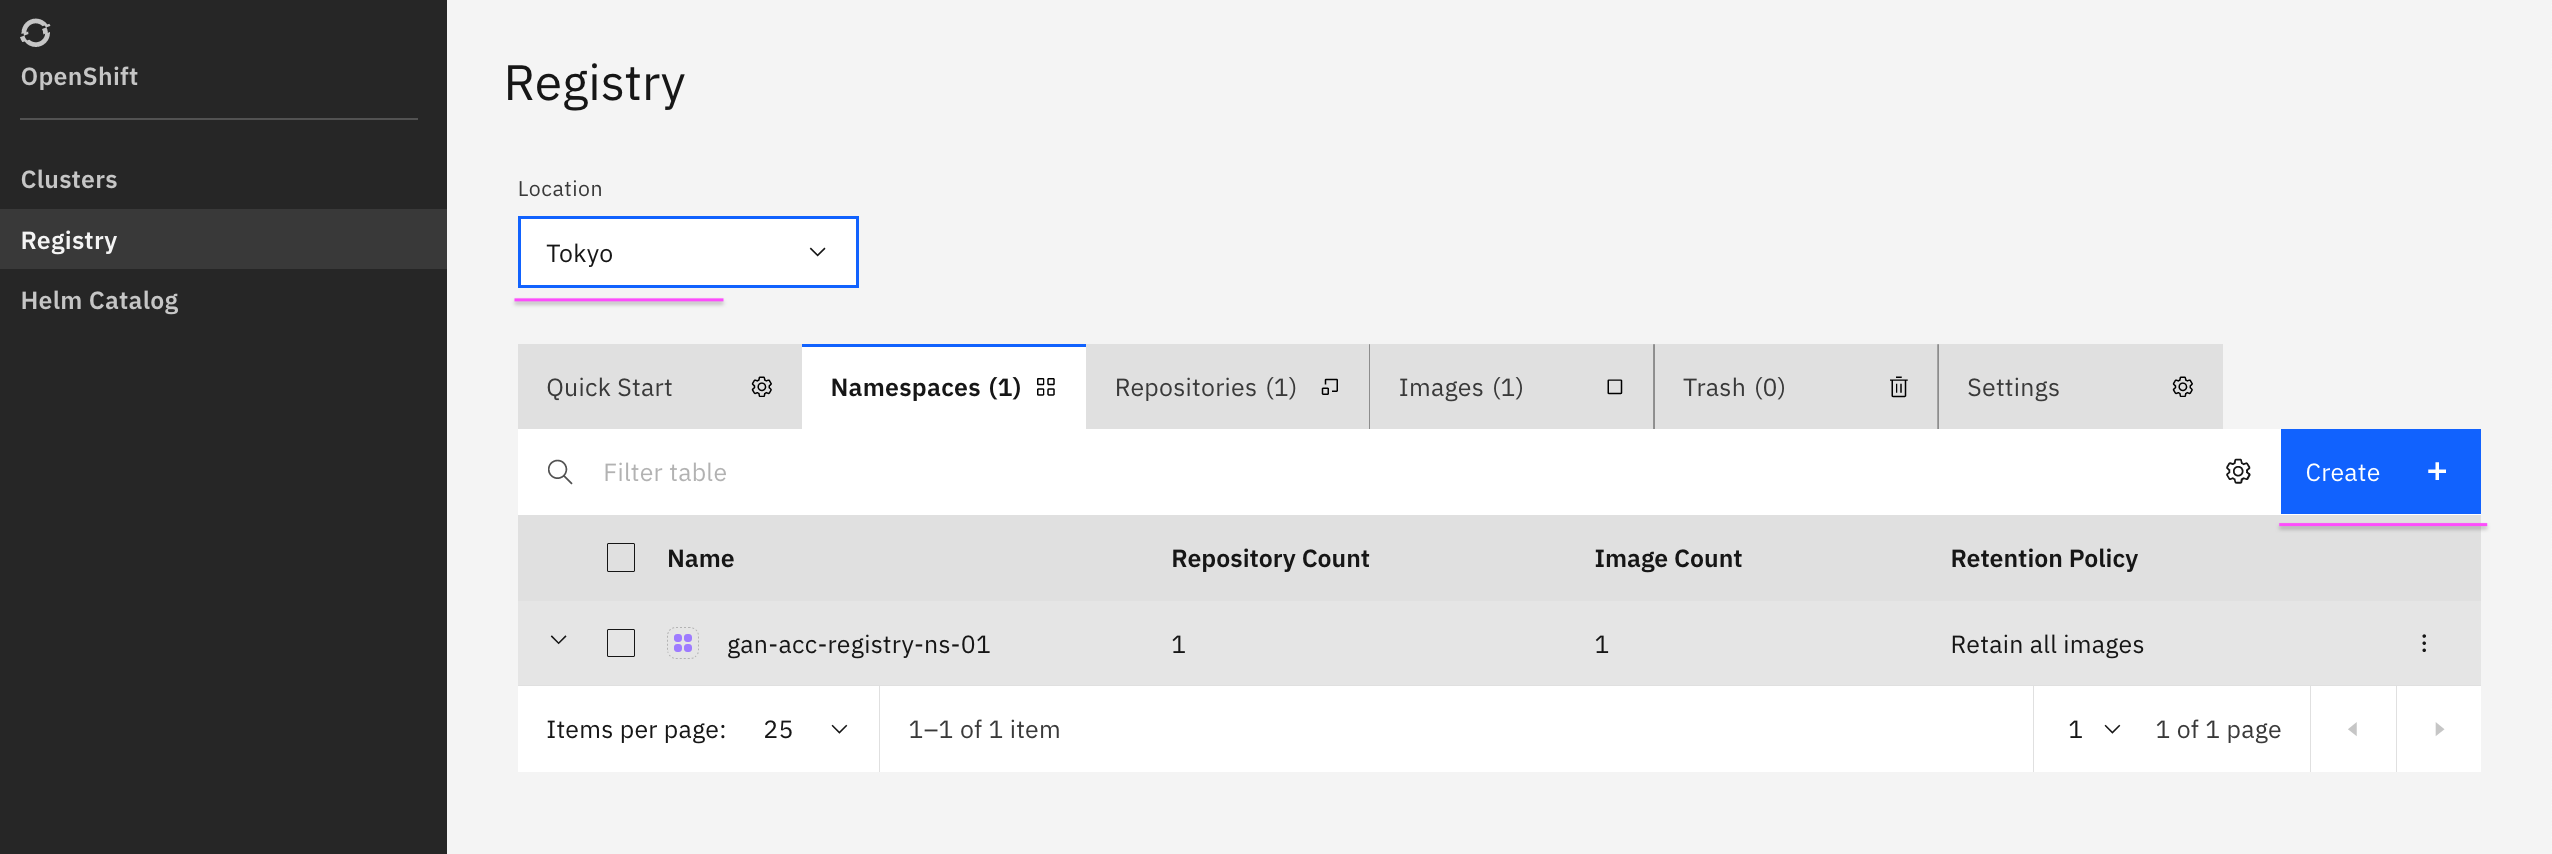 OpenShift
Clusters
Registry
Helm Catalog
Registry
Location
Tokyo
Quick Start Namespaces (1) Repositories (1) Images (1) Trash (0) Settings
Filter table Create +
Name Repository Count Image Count Retention Policy
gan-acc-registry-ns-01 1 1 Retain all images
Items per page: 25 1–1 of 1 item 1 1 of 1 page